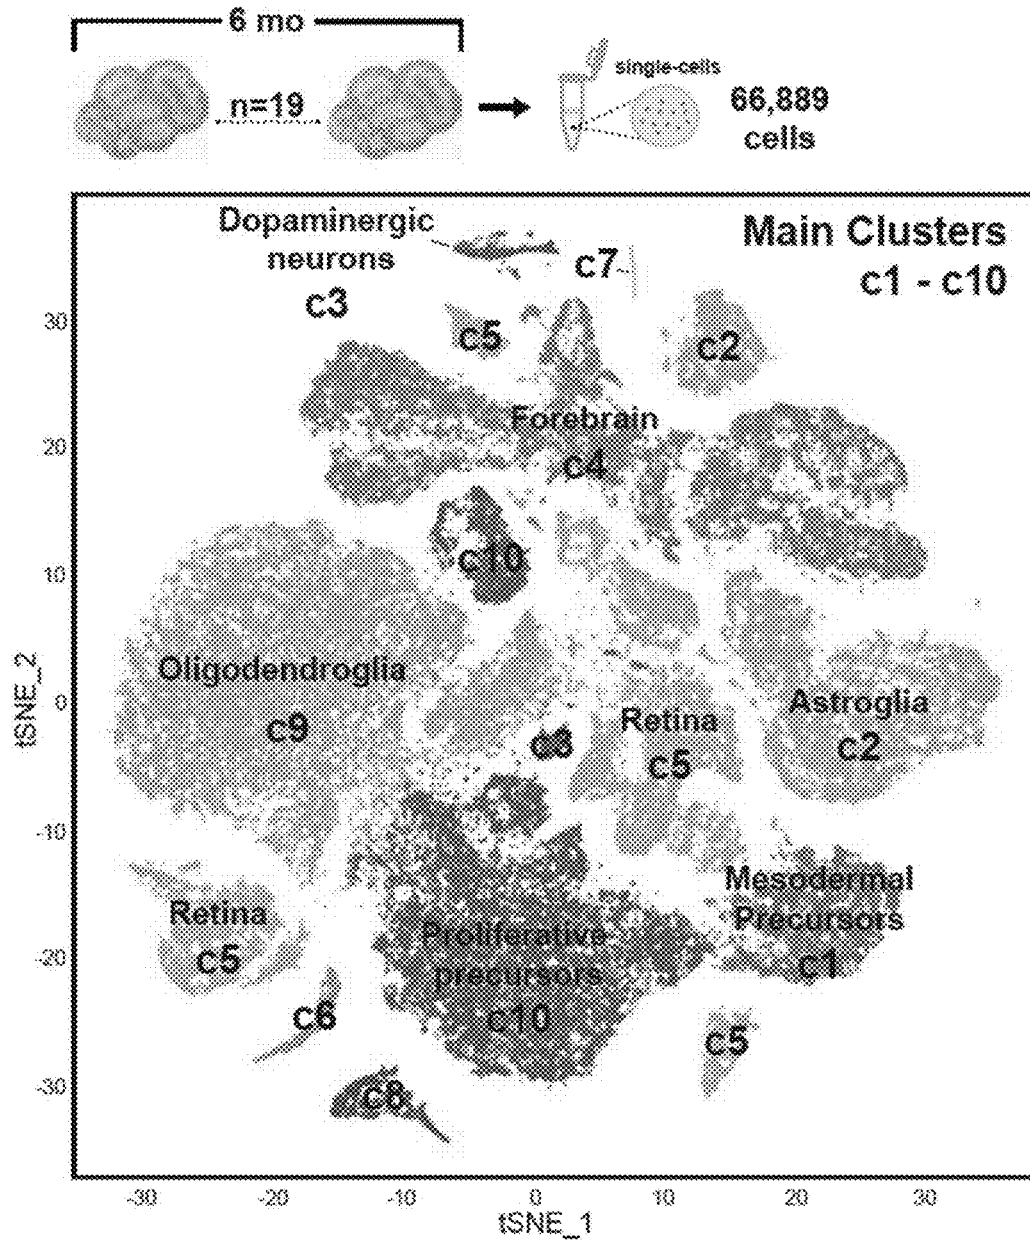 6 mo
n=19
single-cells
66,889
cells
Dopaminergic
neurons
c3
c7
Main Clusters
c1 - c10
c5
c2
Forebrain
c4
c10
Oligodendroglia
c9
c3
Retina
c5
Astroglia
c2
Mesodermal
Precursors
c1
Retina
c5
Proliferative
precursors
c10
c6
c5
c8
30
20
10
0
-10
-20
-30
tSNE_2
-30
-20
-10
0
10
20
30
tSNE_1